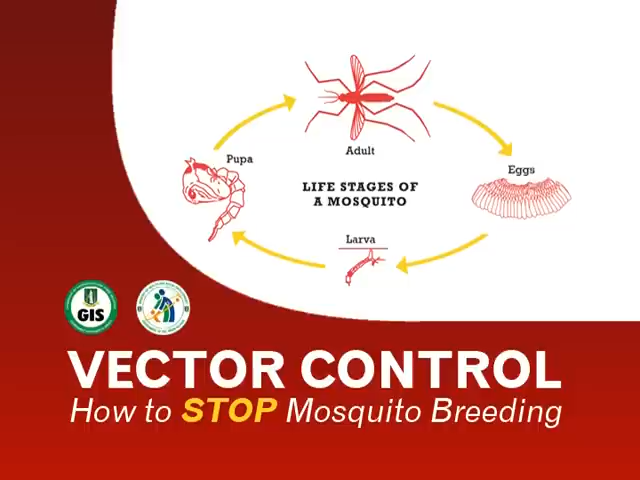 Adult
Pupa
Eggs
LIFE STAGES OF
A MOSQUITO
Larva
GIS
VECTOR CONTROL
How to STOP Mosquito Breeding